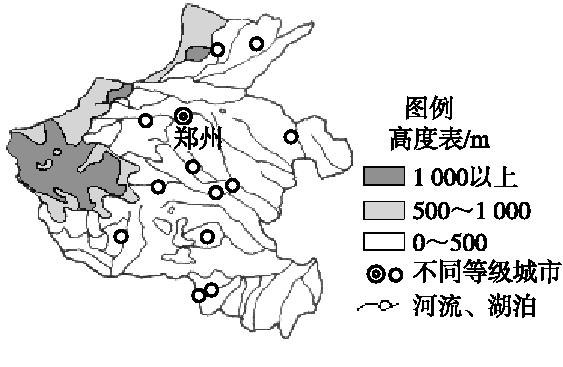 郑州
图例
高度表/m
1 000以上
500～1 000
0～500
不同等级城市
河流、湖泊